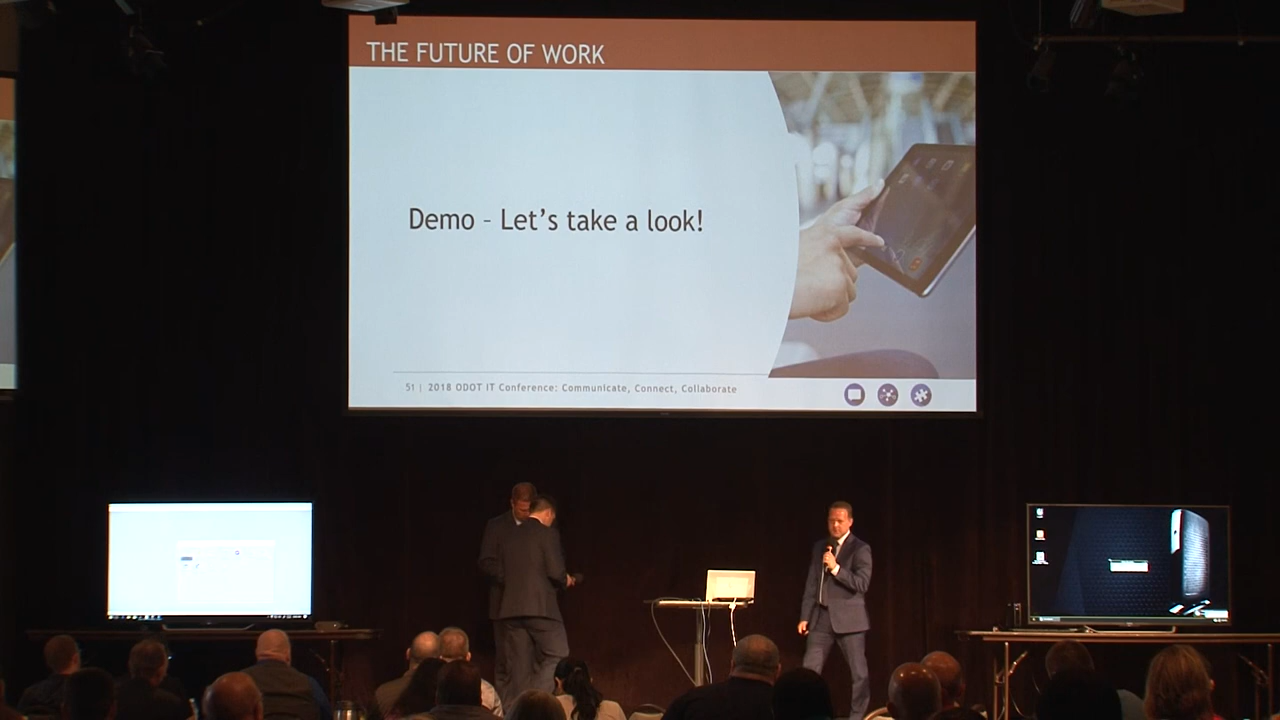 THE FUTURE OF WORK
Demo – Let's take a look!
51 | 2018 ODOT IT Conference: Communicate, Connect, Collaborate